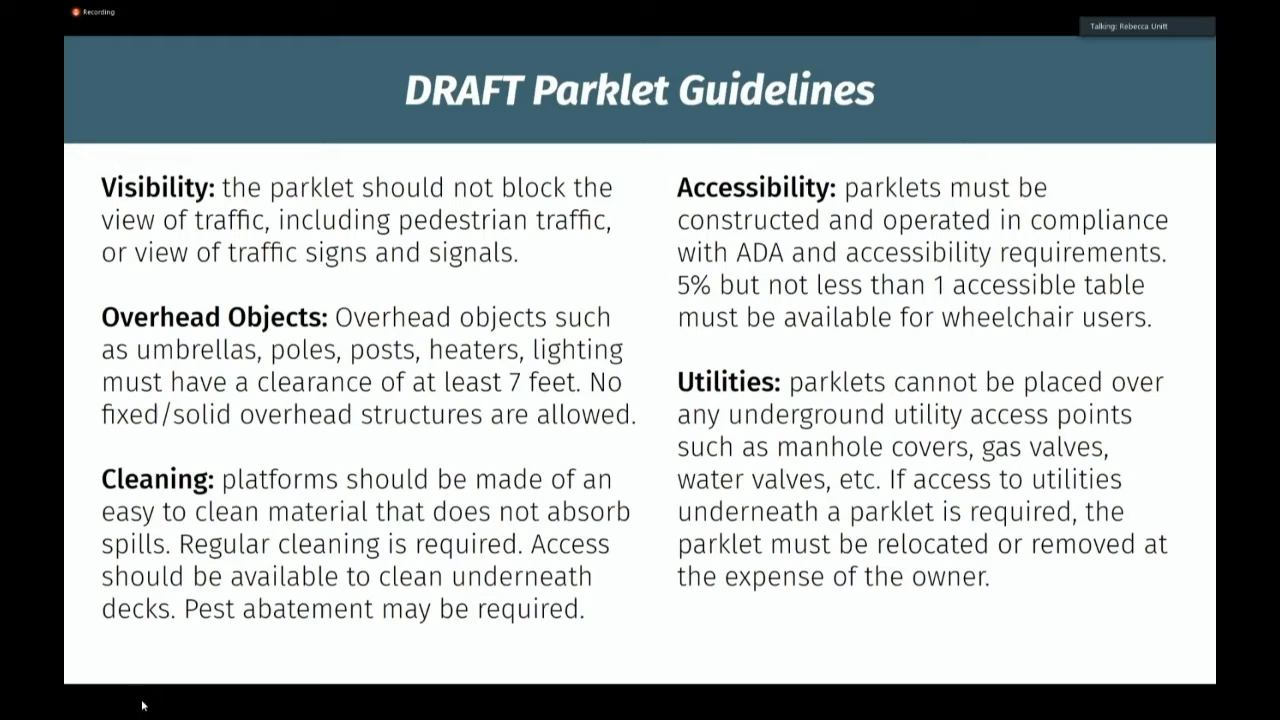 Recording
Talking: Rebecca Unitt
DRAFT Parklet Guidelines
Visibility: the parklet should not block the
view of traffic, including pedestrian traffic,
or view of traffic signs and signals.
Overhead Objects: Overhead objects such
as umbrellas, poles, posts, heaters, lighting
must have a clearance of at least 7 feet. No
fixed/solid overhead structures are allowed.
Cleaning: platforms should be made of an
easy to clean material that does not absorb
spills. Regular cleaning is required. Access
should be available to clean underneath
decks. Pest abatement may be required.
Accessibility: parklets must be
constructed and operated in compliance
with ADA and accessibility requirements.
5% but not less than 1 accessible table
must be available for wheelchair users.
Utilities: parklets cannot be placed over
any underground utility access points
such as manhole covers, gas valves,
water valves, etc. If access to utilities
underneath a parklet is required, the
parklet must be relocated or removed at
the expense of the owner.